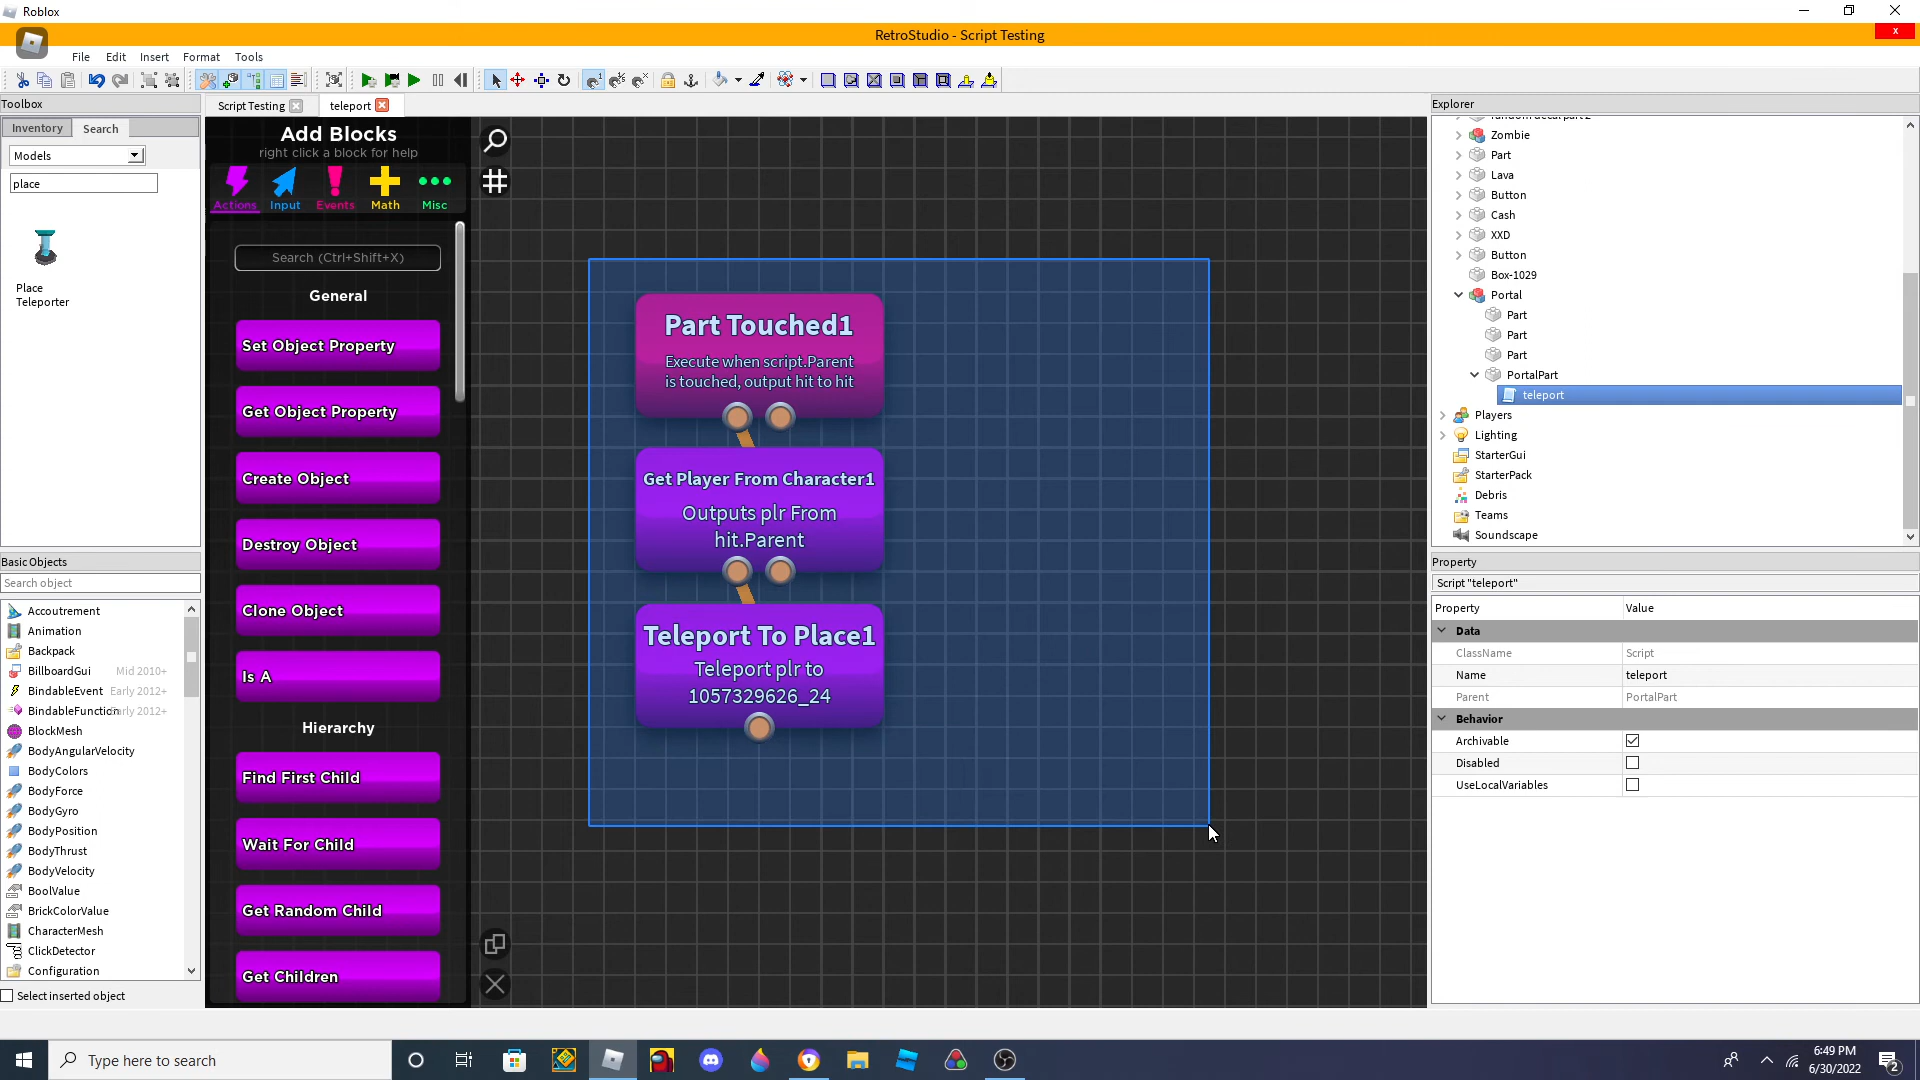 Roblox
RetroStudio - Script Testing
x
File Edit Insert Format Tools
Toolbox
Inventory Search
Models
place
Place
Teleporter
Basic Objects
Search object
Accoutrement
Animation
Backpack
BillboardGui Mid 2010+
BindableEvent Early 2012+
BindableFunction Early 2012+
BlockMesh
BodyAngularVelocity
BodyColors
BodyForce
BodyGyro
BodyPosition
BodyThrust
BodyVelocity
BoolValue
BrickColorValue
CharacterMesh
ClickDetector
Configuration
Select inserted object
Script Testing teleport
Add Blocks
right click a block for help
Actions Input Events Math Misc
Search (Ctrl+Shift+X)
General
Set Object Property
Get Object Property
Create Object
Destroy Object
Clone Object
Is A
Hierarchy
Find First Child
Wait For Child
Get Random Child
Get Children
Part Touched1
Execute when script.Parent
is touched, output hit to hit
Get Player From Character1
Outputs plr From
hit.Parent
Teleport To Place1
Teleport plr to
1057329626_24
Explorer
Zombie
Part
Lava
Button
Cash
XXD
Button
Box-1029
Portal
Part
Part
Part
PortalPart
teleport
Players
Lighting
StarterGui
StarterPack
Debris
Teams
Soundscape
Property
Script "teleport"
Property Value
Data
ClassName Script
Name teleport
Parent PortalPart
Behavior
Archivable
Disabled
UseLocalVariables
Type here to search
6:49 PM
6/30/2022
2